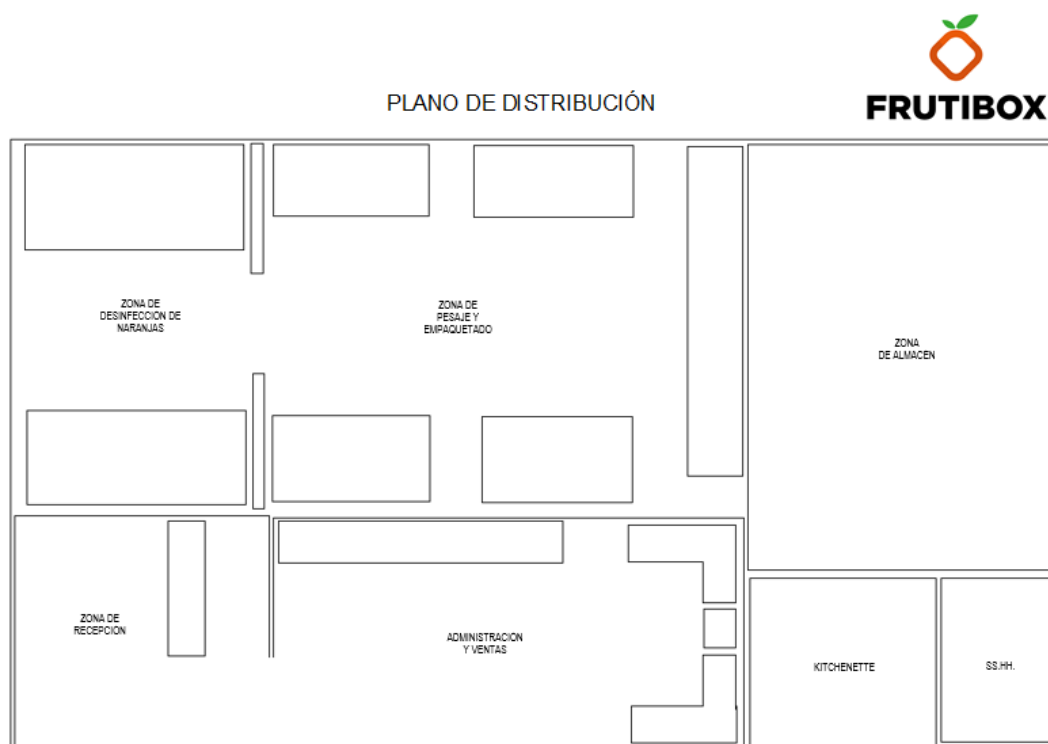 FRUTIBOX
PLANO DE DISTRIBUCIÓN
ZONA DE
DESINFECCION DE
NARANJAS
ZONA DE
PESAJE Y
EMPAQUETADO
ZONA
DE ALMACEN
ZONA DE
RECEPCION
ADMINISTRACION
Y VENTAS
KITCHENETTE
SS.HH.